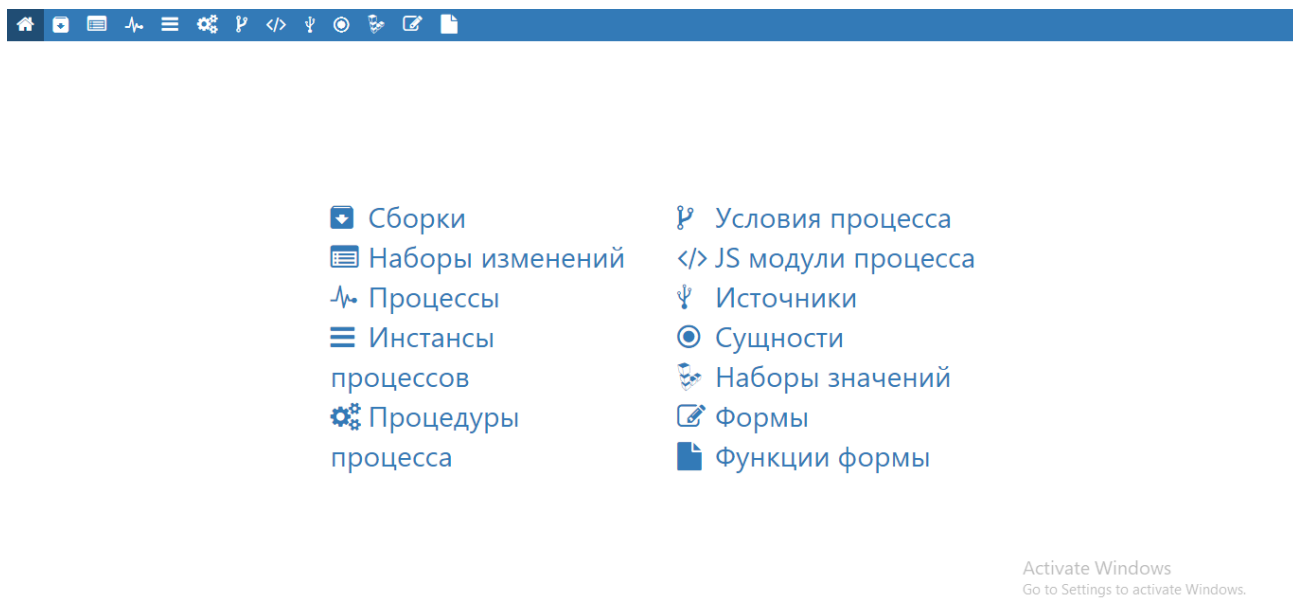 Сборки
Наборы изменений
Процессы
Инстансы
процессов
Процедуры
процесса
Условия процесса
</> JS модули процесса
Источники
Сущности
Наборы значений
Формы
Функции формы
Activate Windows
Go to Settings to activate Windows.